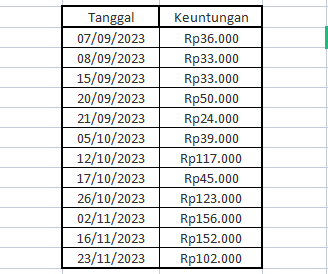 Tanggal Keuntungan
07/09/2023 Rp36.000
08/09/2023 Rp33.000
15/09/2023 Rp33.000
20/09/2023 Rp50.000
21/09/2023 Rp24.000
05/10/2023 Rp39.000
12/10/2023 Rp117.000
17/10/2023 Rp45.000
26/10/2023 Rp123.000
02/11/2023 Rp156.000
16/11/2023 Rp152.000
23/11/2023 Rp102.000